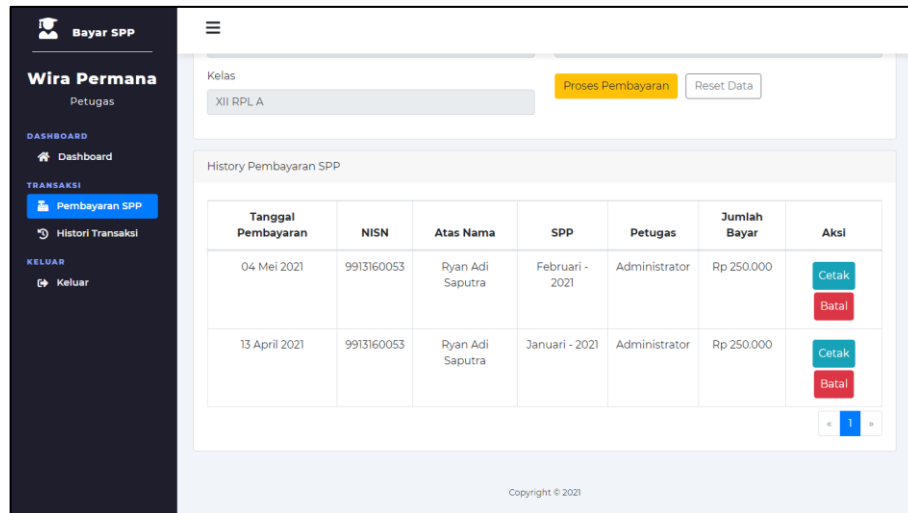 Bayar SPP
Wira Permana
Petugas
DASHBOARD
Dashboard
TRANSAKSI
Pembayaran SPP
Histori Transaksi
KELUAR
Keluar
Kelas
XII RPL A
Proses Pembayaran Reset Data
History Pembayaran SPP
Tanggal Pembayaran NISN Atas Nama SPP Petugas Jumlah Bayar Aksi
04 Mei 2021 9913160053 Ryan Adi Saputra Februari - 2021 Administrator Rp 250.000 Cetak
Batal
13 April 2021 9913160053 Ryan Adi Saputra Januari - 2021 Administrator Rp 250.000 Cetak
Batal
« 1 »
Copyright © 2021